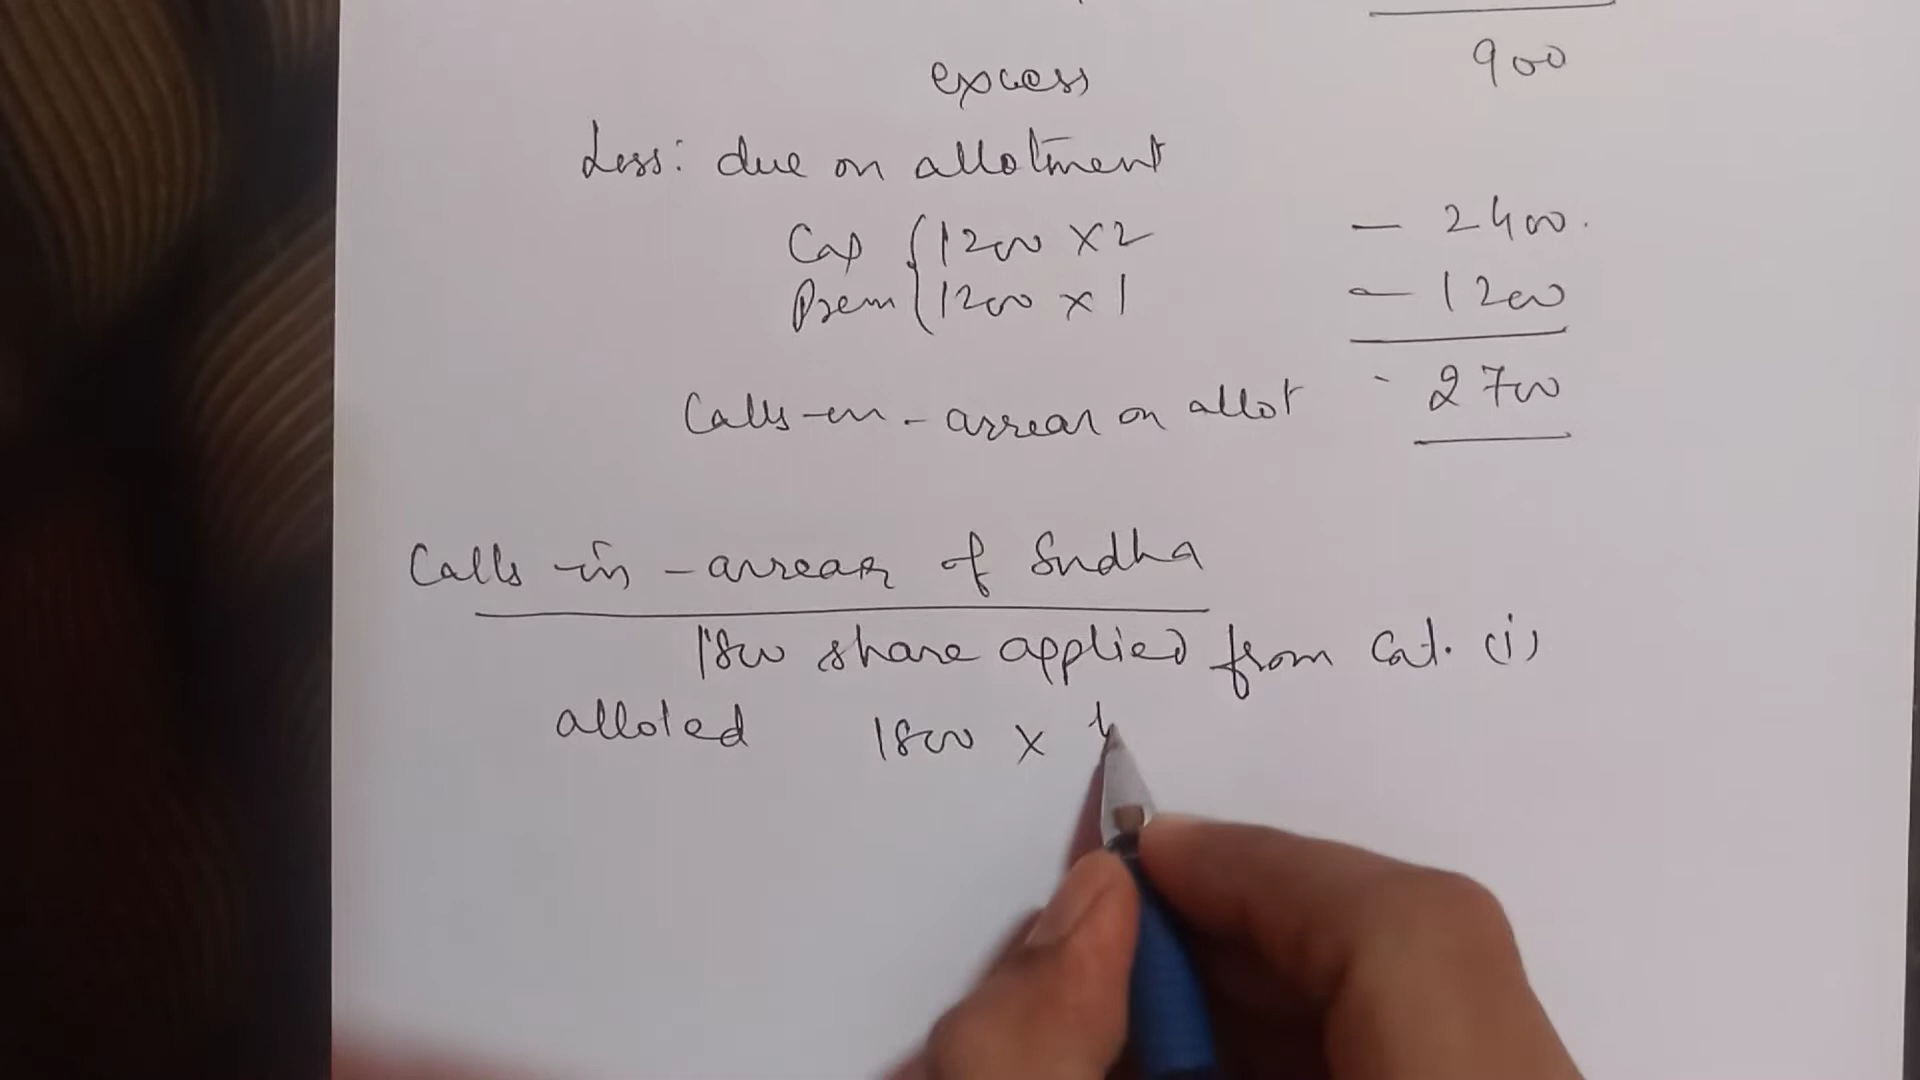 900
excess
Less: due on allotment
Cap { 1200 × 2 — 2400.
Prem { 1200 × 1 — 1200
Calls-in-arrear on allot - 2700
Calls-in-arrear of Sudha
1800 share applied from Cat. (i)
alloted 1800 ×